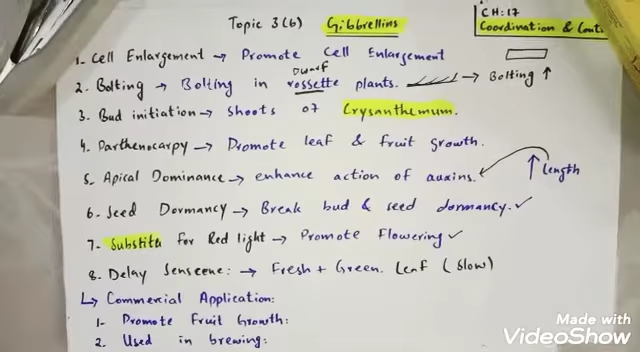 Topic 3(b) Gibbrellins
CH:17
Coordination & Cont
1- Cell Enlargement → Promote Cell Enlargement
Dwarf
2- Bolting → Bolting in rossette plants. → Bolting ↑
3- Bud initiation → Shoots of Crysanthemum.
4- Parthenocarpy → Promote leaf & fruit growth.
5- Apical Dominance → enhance action of auxins. ↑ length
6- Seed Dormancy → Break bud & seed dormancy. ✓
7- Substite for Red light → Promote Flowering ✓
8- Delay Senscene: → Fresh + Green. Leaf (Slow)
↳ Commercial Application:
1- Promote Fruit Growth:
2- Used in brewing:
Made with
VideoShow